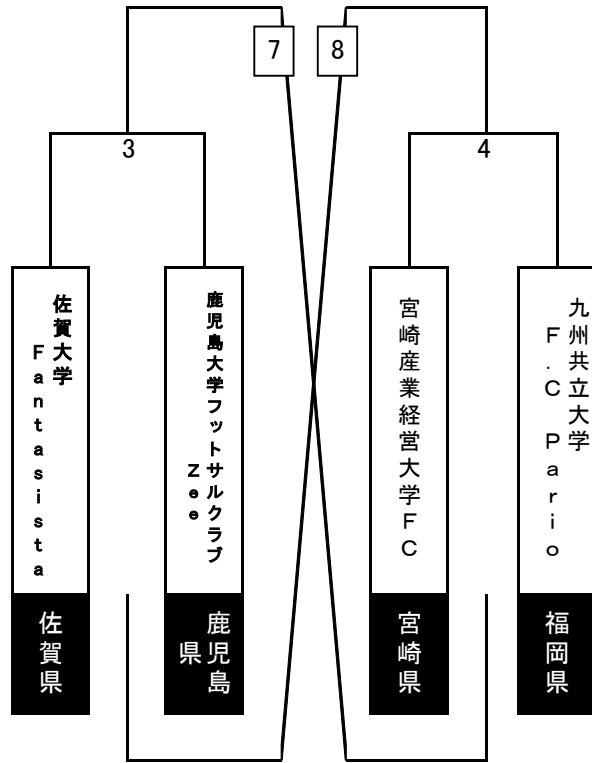 7
8
3
4
佐賀大学
Fantasista
鹿児島大学フットサルクラブ
Zee
宮崎産業経営大学FC
九州共立大学
F.C Pario
佐賀県
鹿児島
県
宮崎県
福岡県